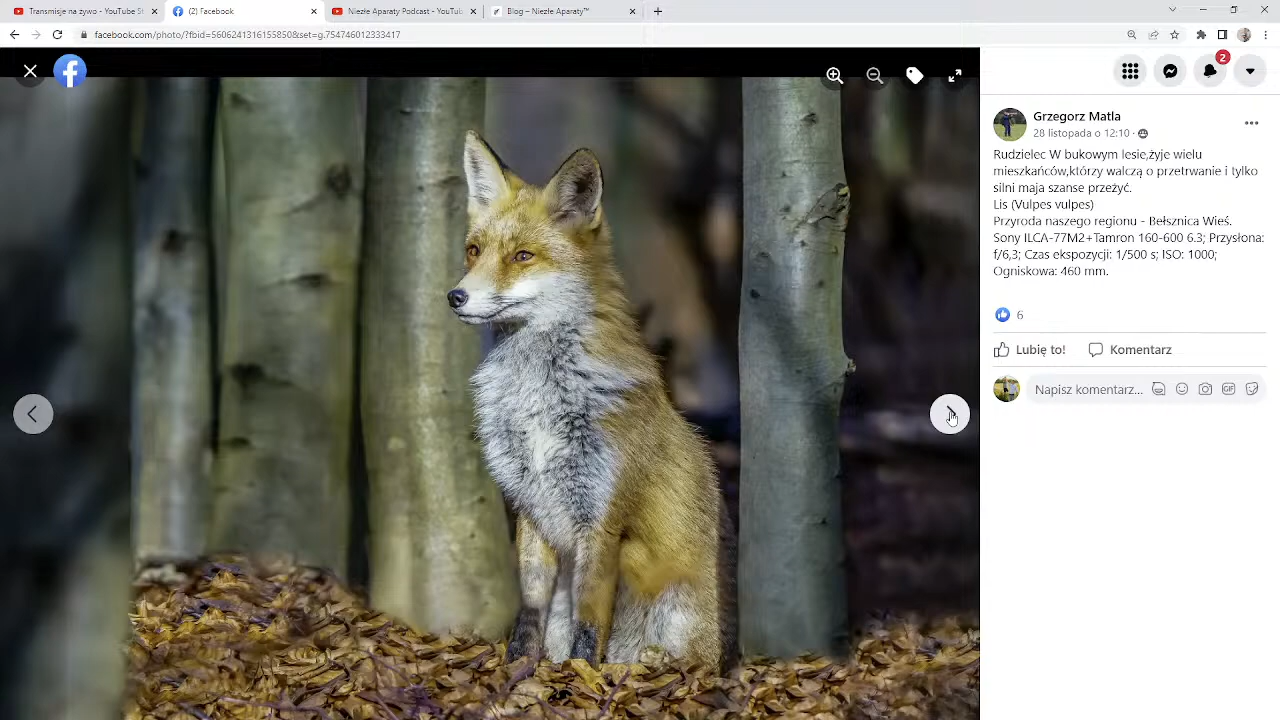 Transmisje na żywo - YouTube St
(2) Facebook
Niezłe Aparaty Podcast - YouTub
Blog – Niezłe Aparaty™
facebook.com/photo/?fbid=5606241316155850&set=g.754746012333417
2
Grzegorz Matla
28 listopada o 12:10 ·
Rudzielec W bukowym lesie,żyje wielu
mieszkańców,którzy walczą o przetrwanie i tylko
silni maja szanse przeżyć.
Lis (Vulpes vulpes)
Przyroda naszego regionu - Bełsznica Wieś.
Sony ILCA-77M2+Tamron 160-600 6.3; Przysłona:
f/6,3; Czas ekspozycji: 1/500 s; ISO: 1000;
Ogniskowa: 460 mm.
6
Lubię to!
Komentarz
Napisz komentarz...
GIF